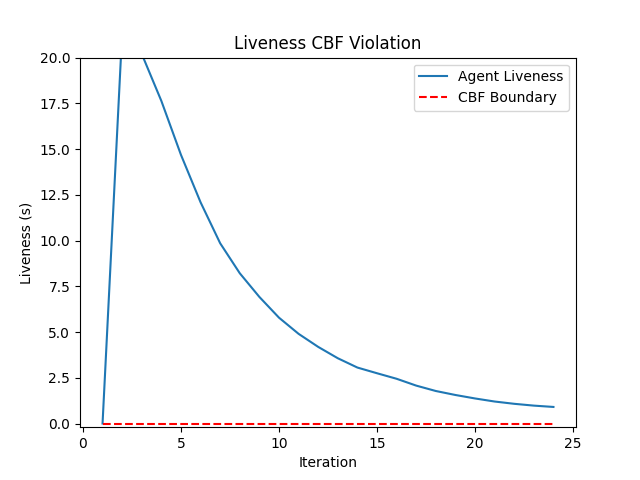 Liveness CBF Violation
Agent Liveness
CBF Boundary
Liveness (s)
20.0
17.5
15.0
12.5
10.0
7.5
5.0
2.5
0.0
0 5 10 15 20 25
Iteration